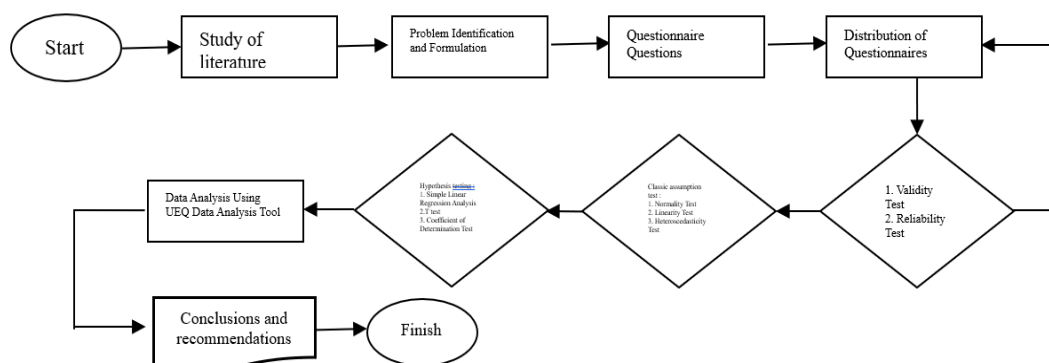 Start
Study of
literature
Problem Identification
and Formulation
Questionnaire
Questions
Distribution of
Questionnaires
Data Analysis Using
UEQ Data Analysis Tool
Hypothesis testing :
1. Simple Linear
Regression Analysis
2.T test
3. Coefficient of
Determination Test
Classic assumption
test :
1. Normality Test
2. Linearity Test
3. Heteroscedasticity
Test
1. Validity
Test
2. Reliability
Test
Conclusions and
recommendations
Finish